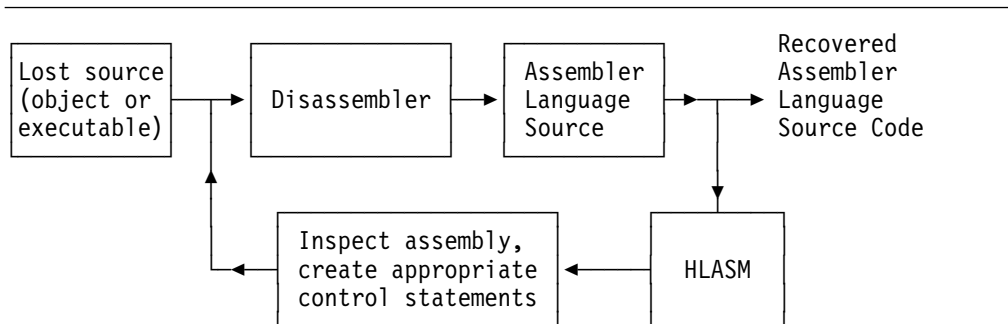 Lost source
(object or
executable)
Disassembler
Assembler
Language
Source
Recovered
Assembler
Language
Source Code
Inspect assembly,
create appropriate
control statements
HLASM